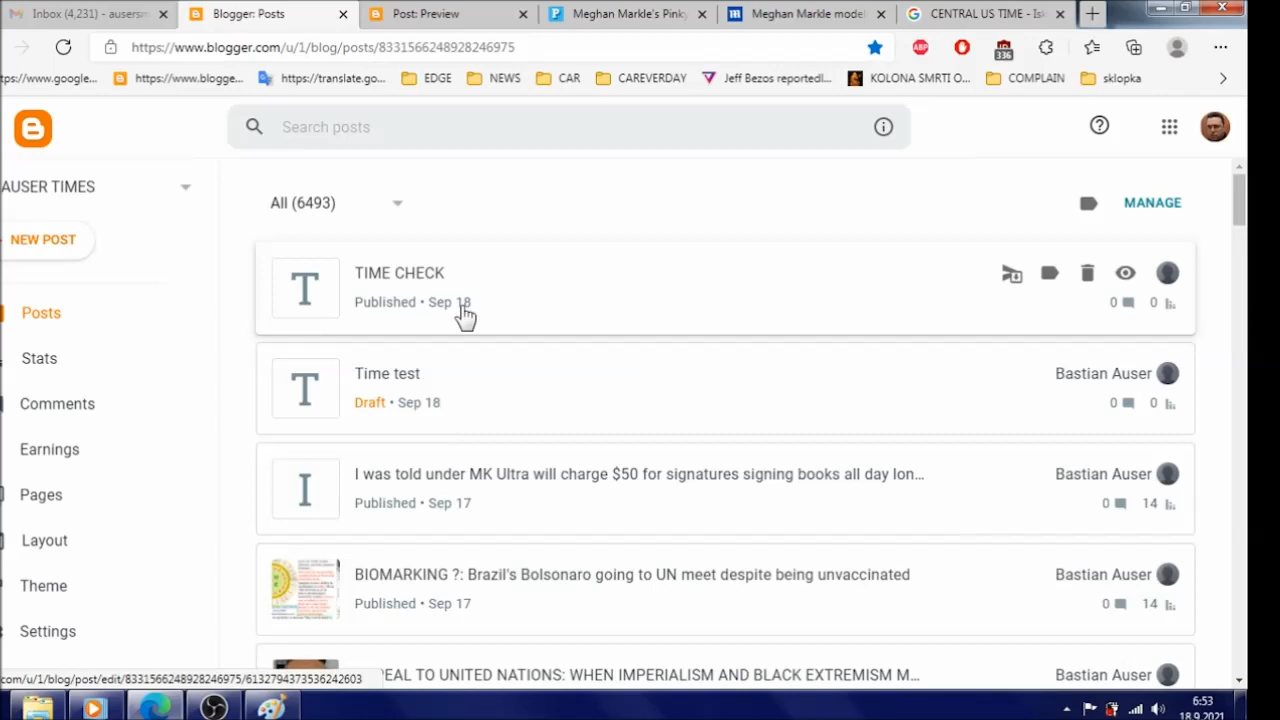 Inbox (4,231) - ausersm
Blogger: Posts
Post: Preview
Meghan Markle's Pinky
Meghan Markle model
CENTRAL US TIME - Isk
https://www.blogger.com/u/1/blog/posts/8331566248928246975
ABP
336
tps://www.google...
https://www.blogge...
https://translate.go...
EDGE
NEWS
CAR
CAREVERDAY
Jeff Bezos reportedl...
KOLONA SMRTI O...
COMPLAIN
sklopka
Search posts
AUSER TIMES
NEW POST
Posts
Stats
Comments
Earnings
Pages
Layout
Theme
Settings
All (6493)
MANAGE
T
TIME CHECK
Published • Sep 18
0
0
T
Time test
Draft • Sep 18
Bastian Auser
0
0
I
I was told under MK Ultra will charge $50 for signatures signing books all day lon...
Published • Sep 17
Bastian Auser
0
14
BIOMARKING ?: Brazil's Bolsonaro going to UN meet despite being unvaccinated
Published • Sep 17
Bastian Auser
0
14
PEAL TO UNITED NATIONS: WHEN IMPERIALISM AND BLACK EXTREMISM M...
Bastian Auser
com/u/1/blog/post/edit/8331566248928246975/6132794373536242603
6:53
18.9.2021